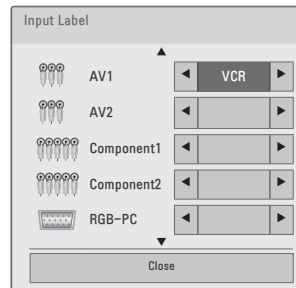 Input Label
AV1 VCR
AV2
Component1
Component2
RGB-PC
Close